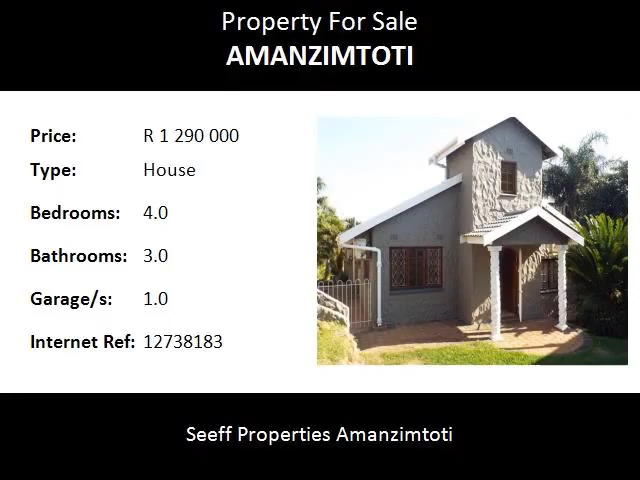 Property For Sale
AMANZIMTOTI
Price: R 1 290 000
Type: House
Bedrooms: 4.0
Bathrooms: 3.0
Garage/s: 1.0
Internet Ref: 12738183
Seeff Properties Amanzimtoti